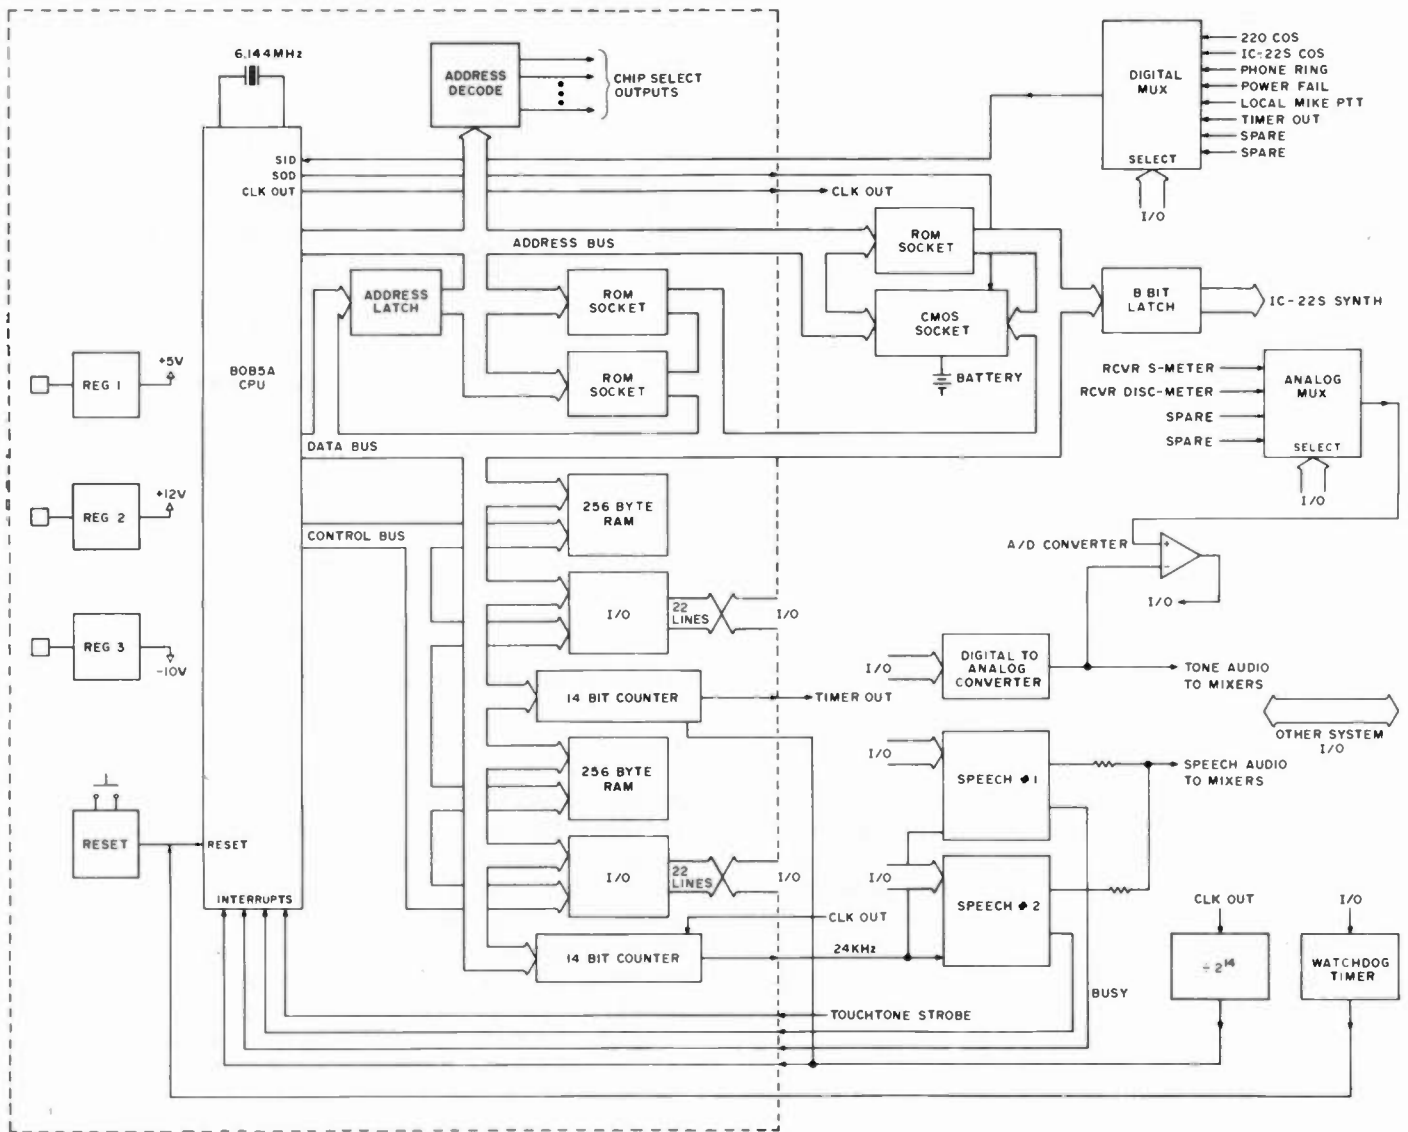 6.144MHz
ADDRESS
DECODE
CHIP SELECT
OUTPUTS
DIGITAL
MUX
SELECT
I/O
220 COS
IC-22S COS
PHONE RING
POWER FAIL
LOCAL MIKE PTT
TIMER OUT
SPARE
SPARE
SID
SOD
CLK OUT
CLK OUT
ADDRESS BUS
ROM
SOCKET
ADDRESS
LATCH
ROM
SOCKET
CMOS
SOCKET
8 BIT
LATCH
IC-22S SYNTH
8085A
CPU
ROM
SOCKET
BATTERY
REG 1
+5V
RCVR S-METER
RCVR DISC-METER
SPARE
SPARE
ANALOG
MUX
SELECT
I/O
DATA BUS
REG 2
+12V
256 BYTE
RAM
CONTROL BUS
A/D CONVERTER
+
-
I/O
I/O
22
LINES
I/O
REG 3
-10V
I/O
DIGITAL TO
ANALOG
CONVERTER
TONE AUDIO
TO MIXERS
14 BIT COUNTER
TIMER OUT
OTHER SYSTEM
I/O
I/O
SPEECH #1
SPEECH AUDIO
TO MIXERS
256 BYTE
RAM
RESET
RESET
I/O
22
LINES
I/O
I/O
SPEECH #2
INTERRUPTS
CLK OUT
14 BIT COUNTER
24KHz
CLK OUT
÷2¹⁴
I/O
WATCHDOG
TIMER
BUSY
TOUCHTONE STROBE